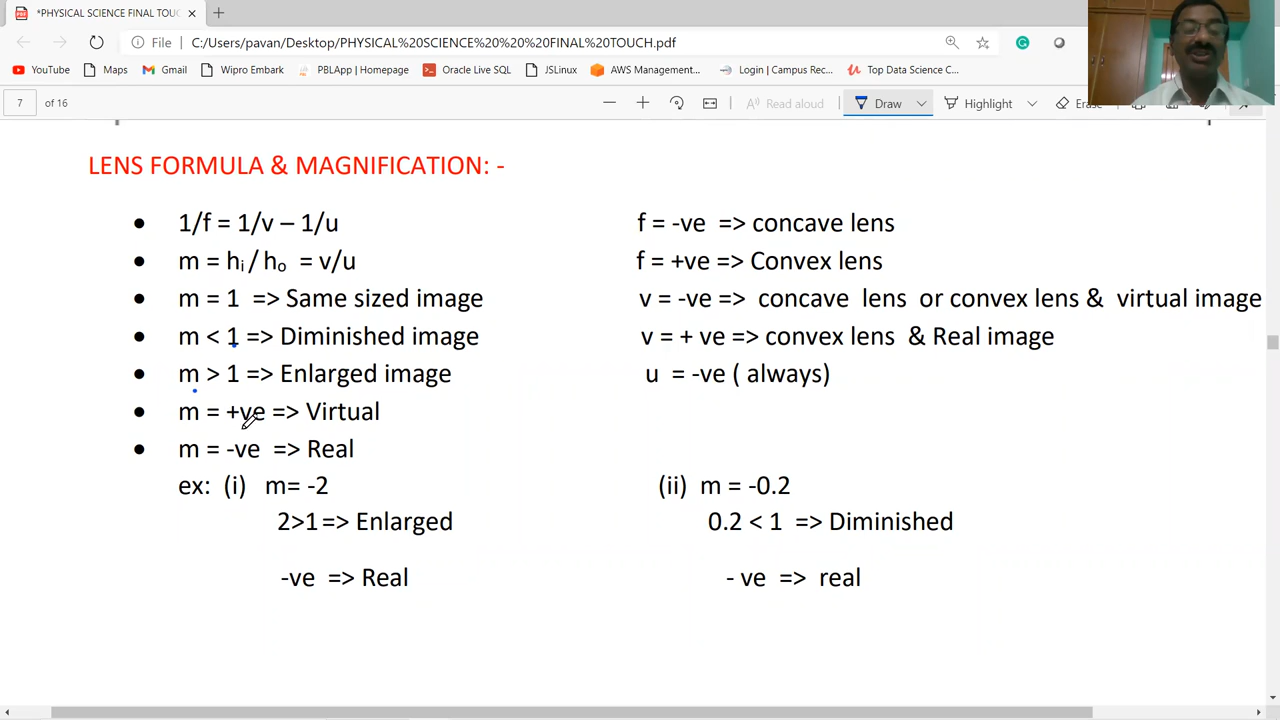 *PHYSICAL SCIENCE FINAL TOUC
File C:/Users/pavan/Desktop/PHYSICAL%20SCIENCE%20%20%20FINAL%20TOUCH.pdf
YouTube Maps Gmail Wipro Embark PBLApp | Homepage Oracle Live SQL JSLinux AWS Management... Login | Campus Rec... Top Data Science C...
7 of 16 Read aloud Draw Highlight Erase
LENS FORMULA & MAGNIFICATION: -
• 1/f = 1/v – 1/u f = -ve => concave lens
• m = hᵢ / hₒ = v/u f = +ve => Convex lens
• m = 1 => Same sized image v = -ve => concave lens or convex lens & virtual image
• m < 1 => Diminished image v = + ve => convex lens & Real image
• m > 1 => Enlarged image u = -ve ( always)
• m = +ve => Virtual
• m = -ve => Real
ex: (i) m= -2 (ii) m = -0.2
2>1 => Enlarged 0.2 < 1 => Diminished
-ve => Real - ve => real